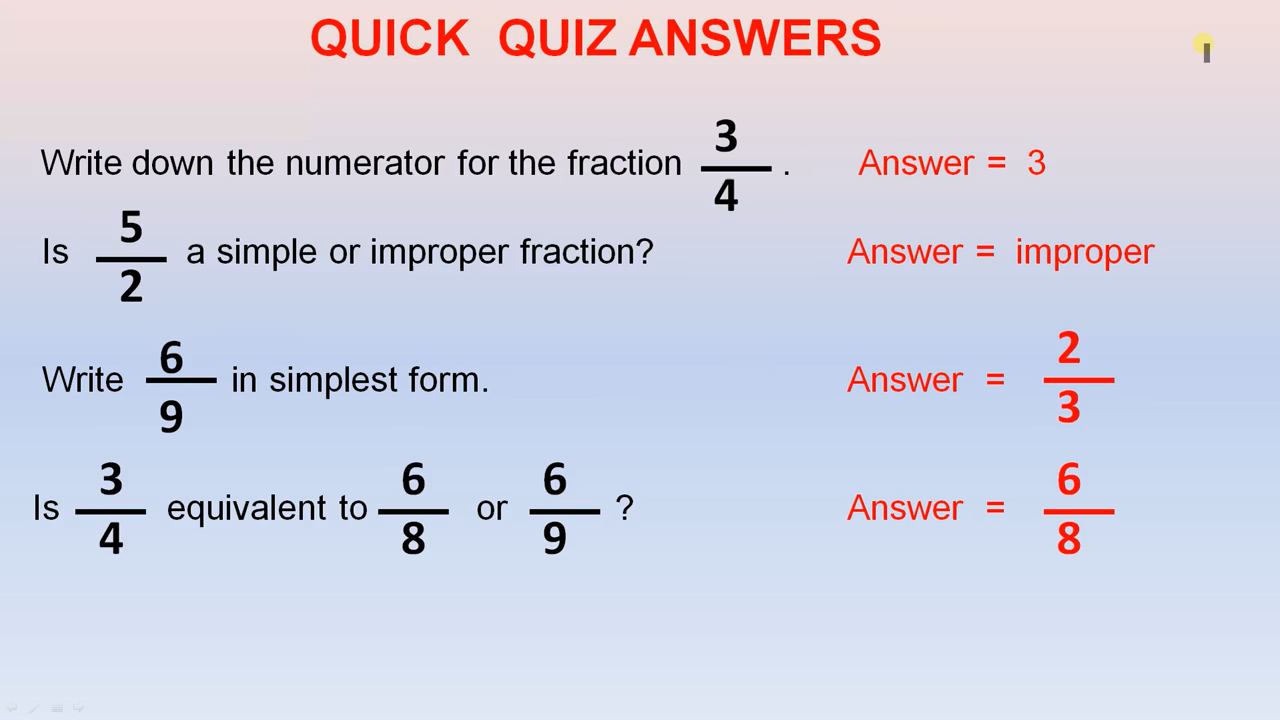 QUICK QUIZ ANSWERS
Write down the numerator for the fraction 3/4 . Answer = 3
Is 5/2 a simple or improper fraction? Answer = improper
Write 6/9 in simplest form. Answer = 2/3
Is 3/4 equivalent to 6/8 or 6/9 ? Answer = 6/8